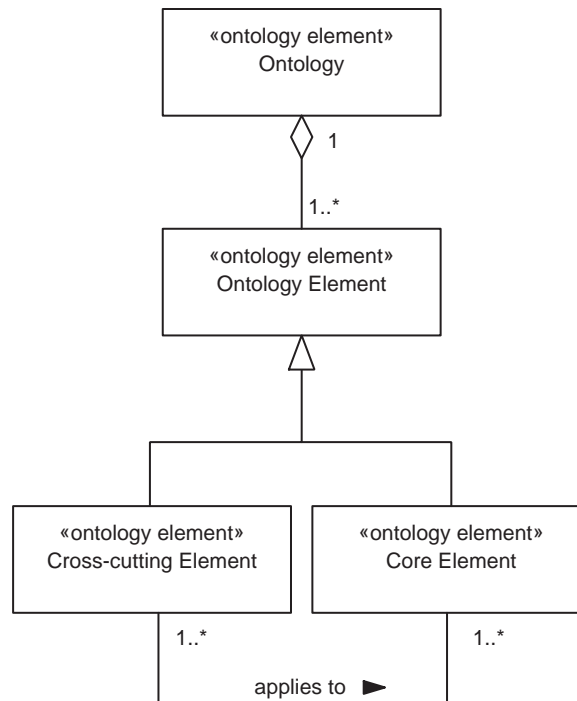 «ontology element»
Ontology
1
1..*
«ontology element»
Ontology Element
«ontology element»
Cross-cutting Element
«ontology element»
Core Element
1..*
1..*
applies to